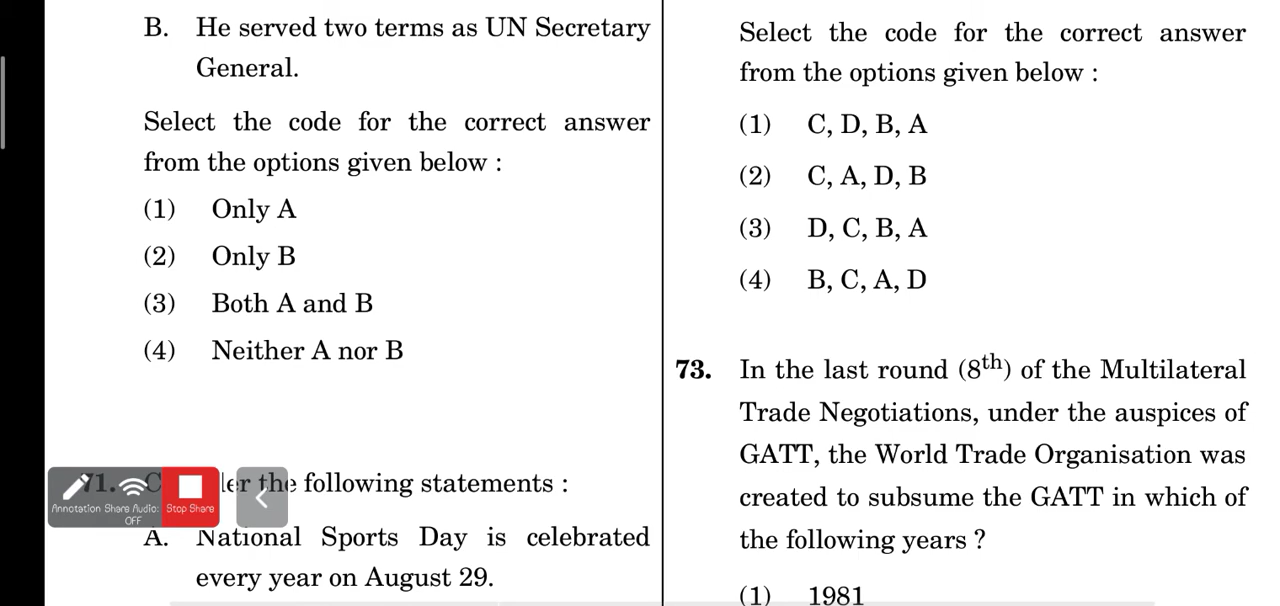 B. He served two terms as UN Secretary
General.
Select the code for the correct answer
from the options given below :
(1) Only A
(2) Only B
(3) Both A and B
(4) Neither A nor B
71. C ler the following statements :
Annotation Share Audio: OFF
Stop Share
A. National Sports Day is celebrated
every year on August 29.
Select the code for the correct answer
from the options given below :
(1) C, D, B, A
(2) C, A, D, B
(3) D, C, B, A
(4) B, C, A, D
73. In the last round (8th) of the Multilateral
Trade Negotiations, under the auspices of
GATT, the World Trade Organisation was
created to subsume the GATT in which of
the following years ?
(1) 1981